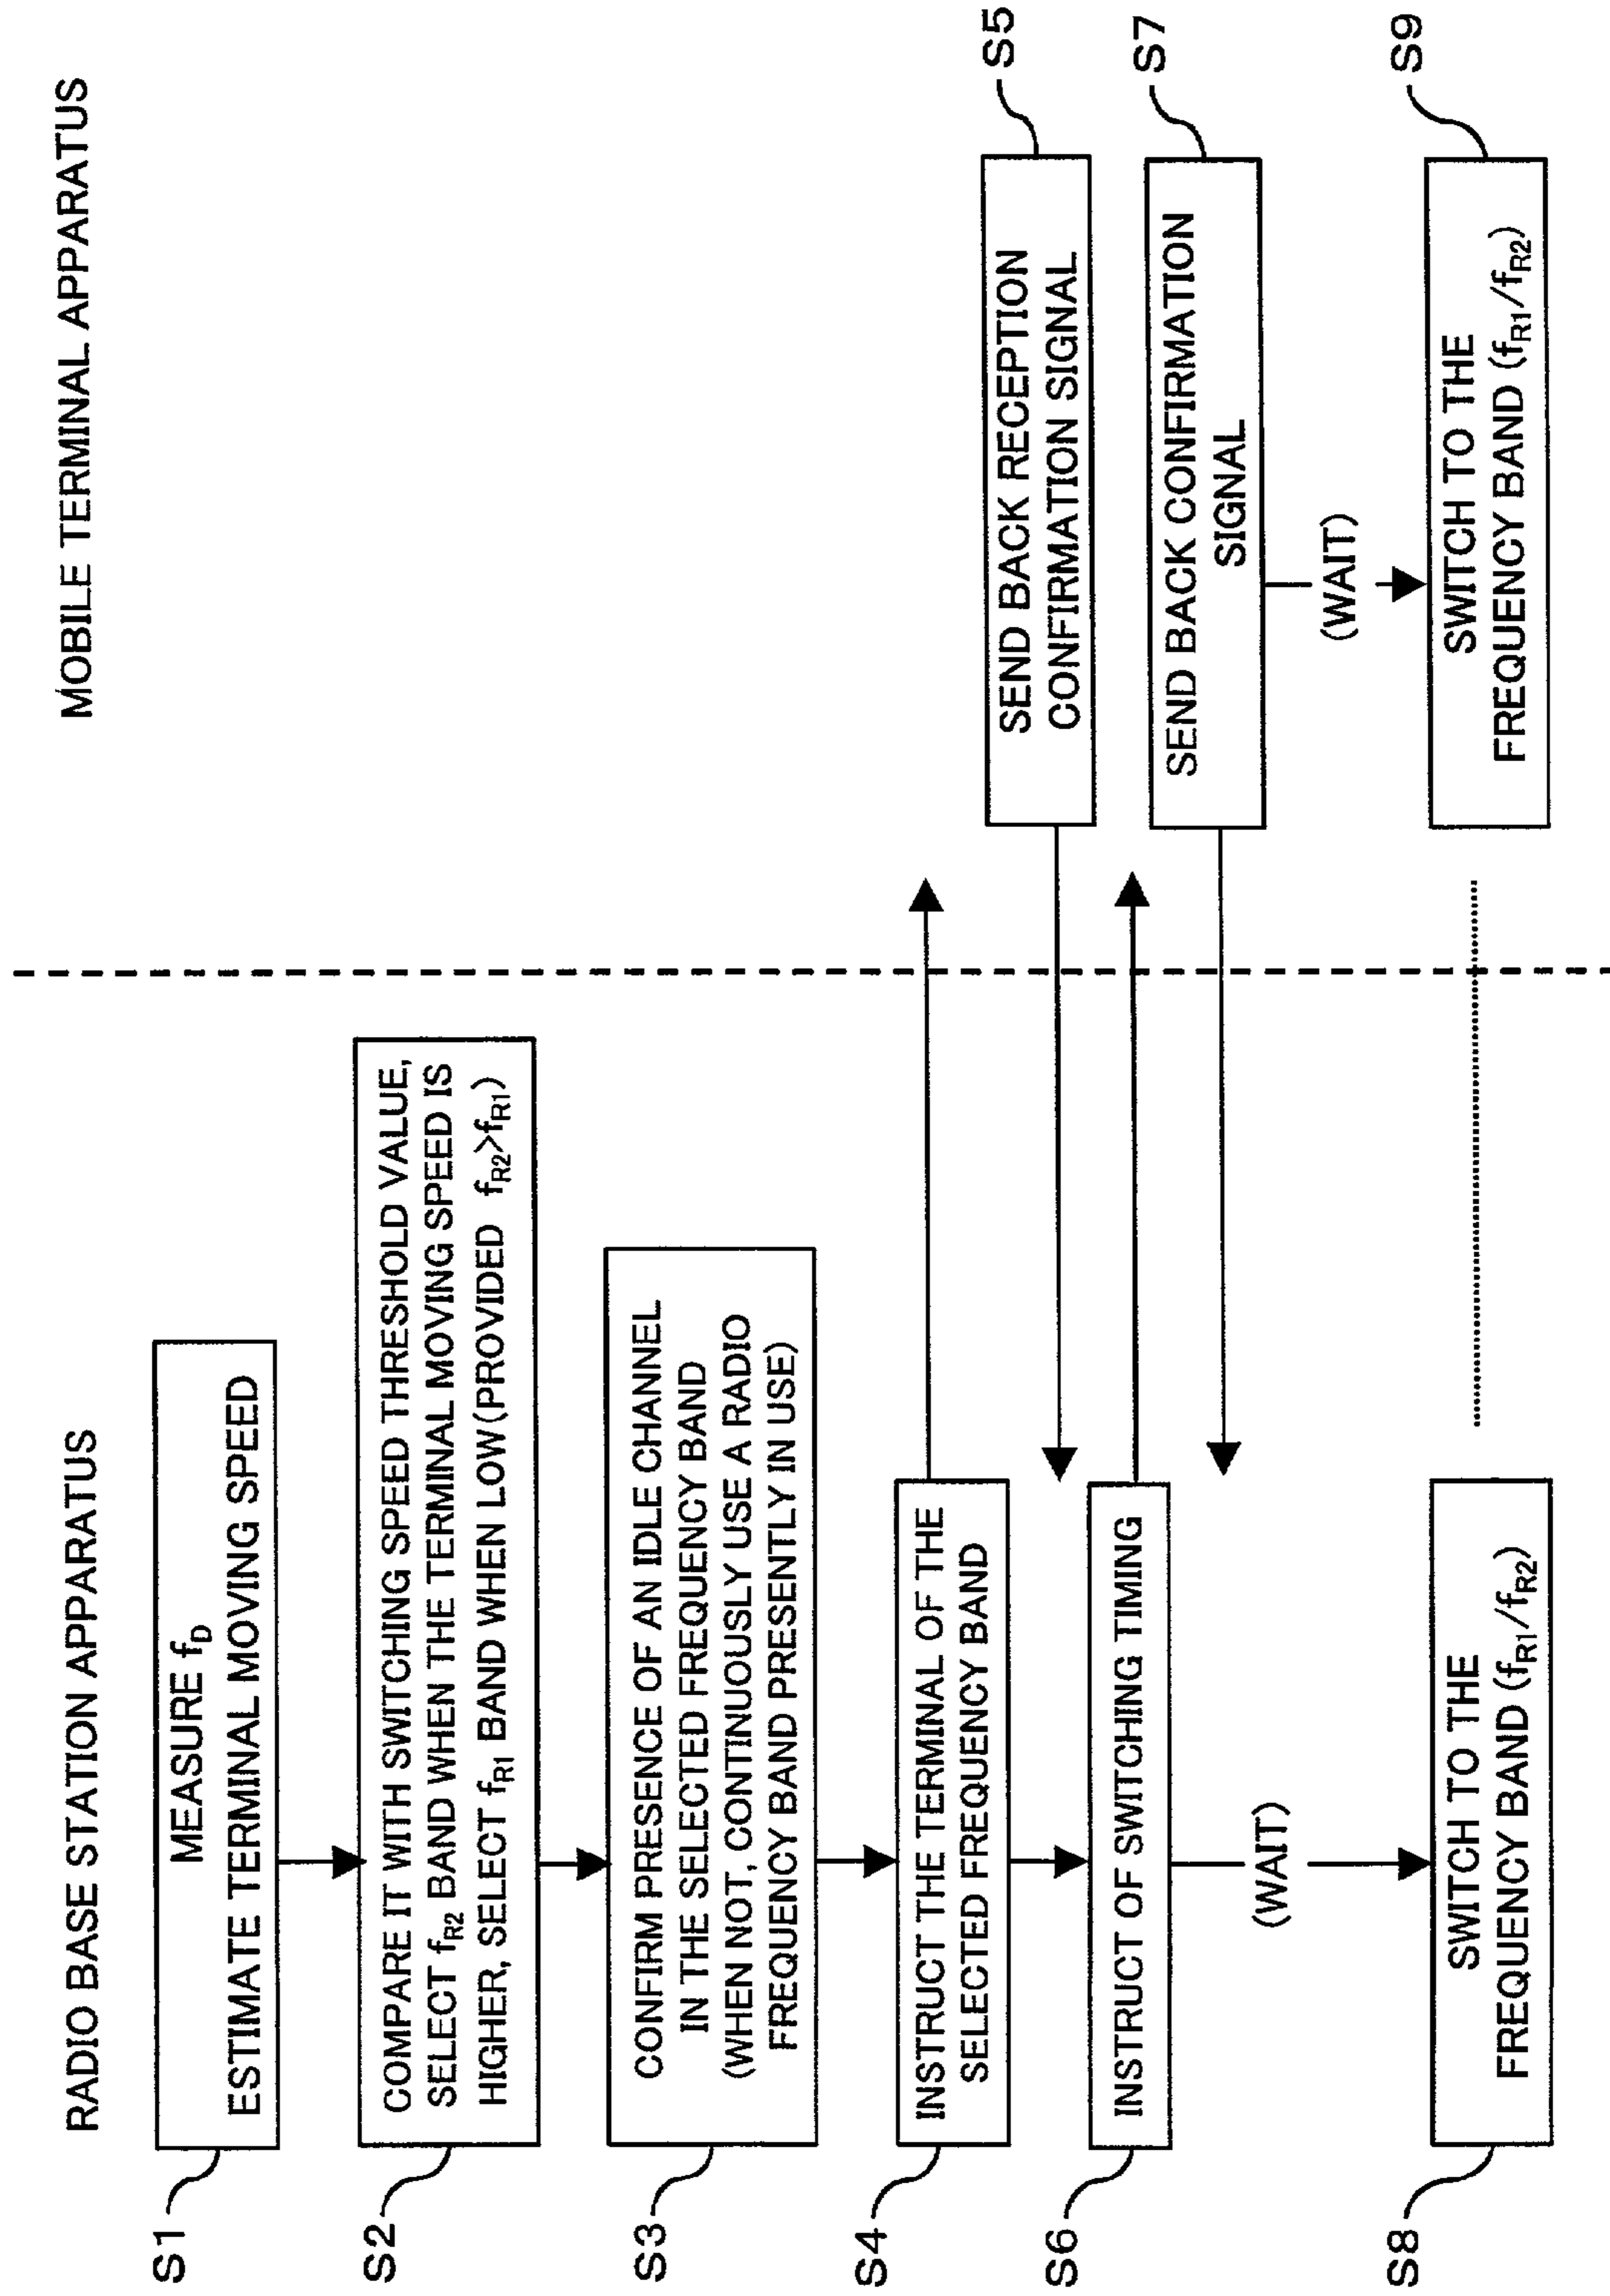 RADIO BASE STATION APPARATUS
MOBILE TERMINAL APPARATUS
S1
MEASURE fD
ESTIMATE TERMINAL MOVING SPEED
S2
COMPARE IT WITH SWITCHING SPEED THRESHOLD VALUE,
SELECT fR2 BAND WHEN THE TERMINAL MOVING SPEED IS
HIGHER, SELECT fR1 BAND WHEN LOW(PROVIDED fR2>fR1)
S3
CONFIRM PRESENCE OF AN IDLE CHANNEL
IN THE SELECTED FREQUENCY BAND
(WHEN NOT, CONTINUOUSLY USE A RADIO
FREQUENCY BAND PRESENTLY IN USE)
S4
INSTRUCT THE TERMINAL OF THE
SELECTED FREQUENCY BAND
SEND BACK RECEPTION
CONFIRMATION SIGNAL
S5
S6
INSTRUCT OF SWITCHING TIMING
SEND BACK CONFIRMATION
SIGNAL
S7
(WAIT)
(WAIT)
S8
SWITCH TO THE
FREQUENCY BAND (fR1/fR2)
SWITCH TO THE
FREQUENCY BAND (fR1/fR2)
S9